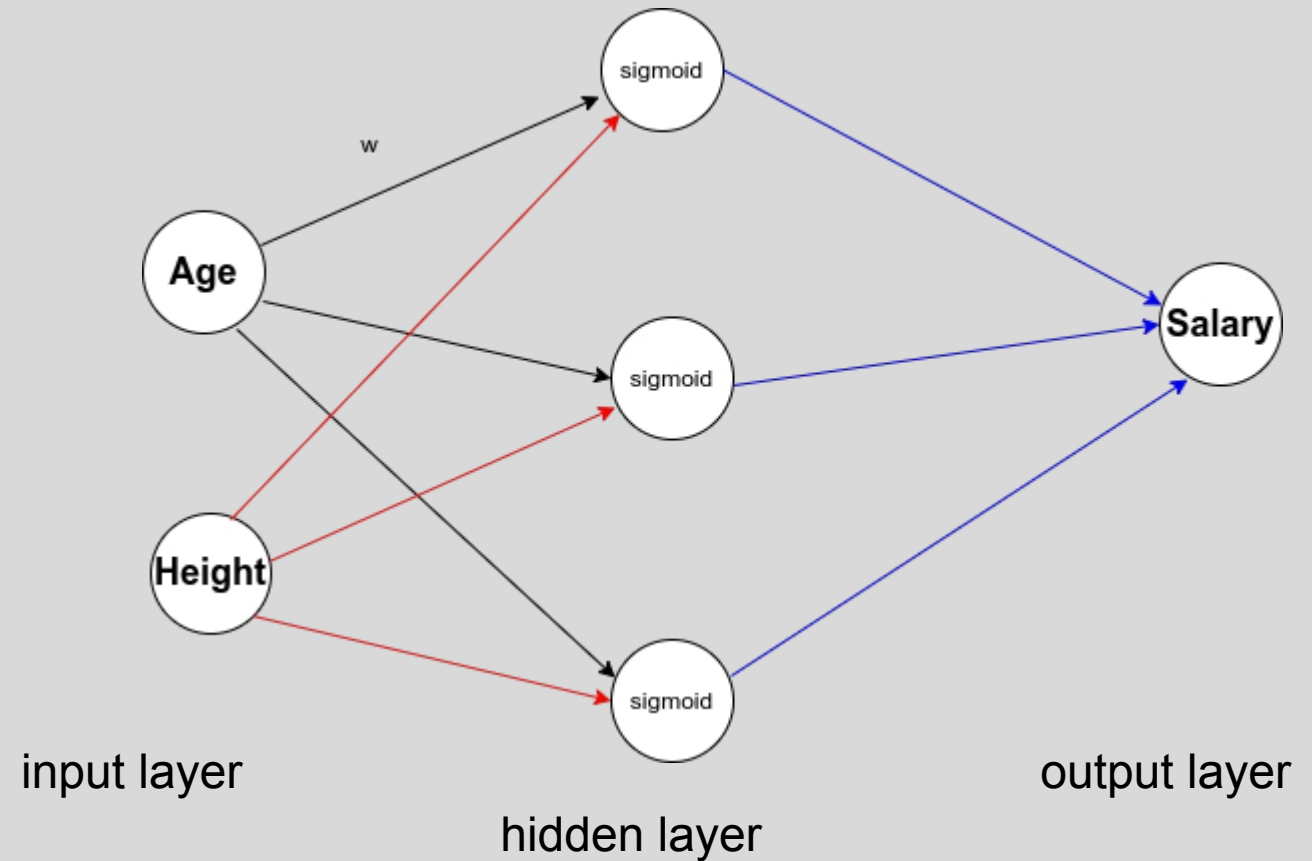 sigmoid
w
Age
sigmoid
Salary
Height
sigmoid
input layer
output layer
hidden layer